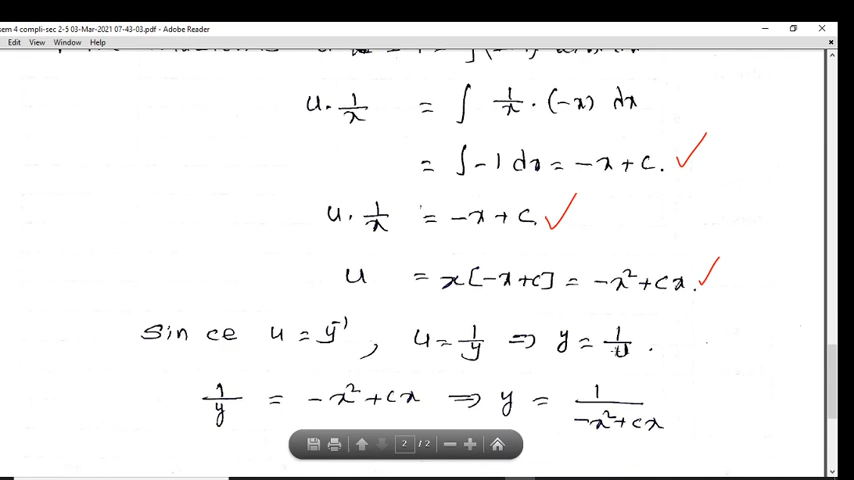 sem 4 compli-sec 2-5 03-Mar-2021 07-43-03.pdf - Adobe Reader
Edit View Window Help
u. 1/x = ∫ 1/x . (-x) dx
= ∫ -1 dx = -x + c. ✓
u. 1/x = -x + c ✓
u = x[-x+c] = -x² + cx. ✓
Since u = y⁻¹, u = 1/y ⇒ y = 1/u.
1/y = -x² + cx ⇒ y = 1/(-x² + cx)
2 / 2